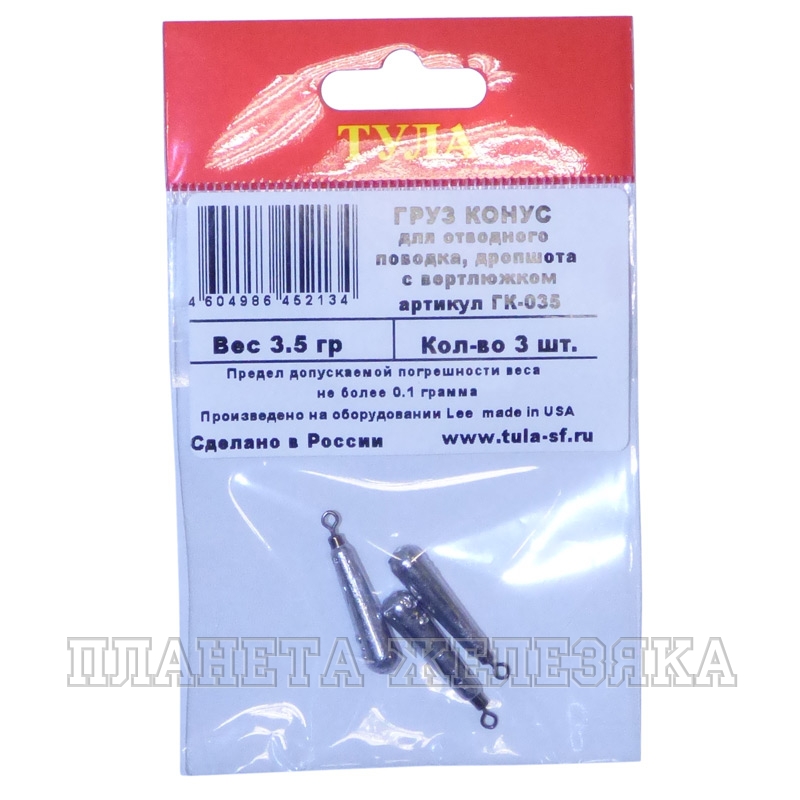 ТУЛА
ГРУЗ КОНУС
для отводного
поводка, дропшота
с вертлюжком
артикул ГК-035
4 604986 452134
Вес 3.5 гр
Кол-во 3 шт.
Предел допускаемой погрешности веса
не более 0.1 грамма
Произведено на оборудовании Lee made in USA
Сделано в России
www.tula-sf.ru
ПЛАНЕТА ЖЕЛЕЗЯКА